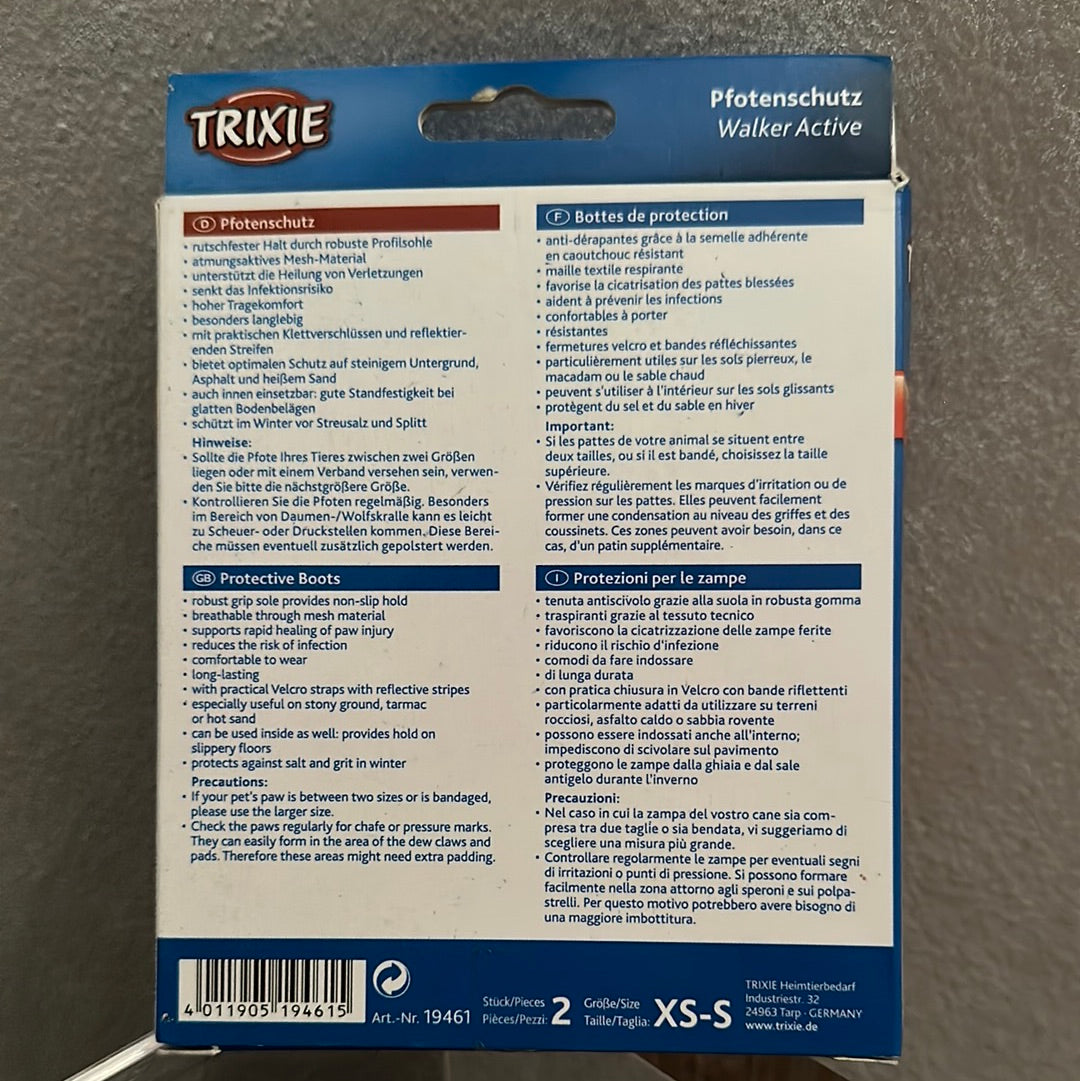 TRIXIE
Pfotenschutz
Walker Active
D Pfotenschutz
• rutschfester Halt durch robuste Profilsohle
• atmungsaktives Mesh-Material
• unterstützt die Heilung von Verletzungen
• senkt das Infektionsrisiko
• hoher Tragekomfort
• besonders langlebig
• mit praktischen Klettverschlüssen und reflektier-
enden Streifen
• bietet optimalen Schutz auf steinigem Untergrund,
Asphalt und heißem Sand
• auch innen einsetzbar: gute Standfestigkeit bei
glatten Bodenbelägen
• schützt im Winter vor Streusalz und Splitt
Hinweise:
• Sollte die Pfote Ihres Tieres zwischen zwei Größen
liegen oder mit einem Verband versehen sein, verwen-
den Sie bitte die nächstgrößere Größe.
• Kontrollieren Sie die Pfoten regelmäßig. Besonders
im Bereich von Daumen-/Wolfskralle kann es leicht
zu Scheuer- oder Druckstellen kommen. Diese Berei-
che müssen eventuell zusätzlich gepolstert werden.
F Bottes de protection
• anti-dérapantes grâce à la semelle adhérente
en caoutchouc résistant
• maille textile respirante
• favorise la cicatrisation des pattes blessées
• aident à prévenir les infections
• confortables à porter
• résistantes
• fermetures velcro et bandes réfléchissantes
• particulièrement utiles sur les sols pierreux, le
macadam ou le sable chaud
• peuvent s'utiliser à l'intérieur sur les sols glissants
• protègent du sel et du sable en hiver
Important:
• Si les pattes de votre animal se situent entre
deux tailles, ou si il est bandé, choisissez la taille
supérieure.
• Vérifiez régulièrement les marques d'irritation ou de
pression sur les pattes. Elles peuvent facilement
former une condensation au niveau des griffes et des
coussinets. Ces zones peuvent avoir besoin, dans ce
cas, d'un patin supplémentaire.
GB Protective Boots
• robust grip sole provides non-slip hold
• breathable through mesh material
• supports rapid healing of paw injury
• reduces the risk of infection
• comfortable to wear
• long-lasting
• with practical Velcro straps with reflective stripes
• especially useful on stony ground, tarmac
or hot sand
• can be used inside as well: provides hold on
slippery floors
• protects against salt and grit in winter
Precautions:
• If your pet's paw is between two sizes or is bandaged,
please use the larger size.
• Check the paws regularly for chafe or pressure marks.
They can easily form in the area of the dew claws and
pads. Therefore these areas might need extra padding.
I Protezioni per le zampe
• tenuta antiscivolo grazie alla suola in robusta gomma
• traspiranti grazie al tessuto tecnico
• favoriscono la cicatrizzazione delle zampe ferite
• riducono il rischio d'infezione
• comodi da fare indossare
• di lunga durata
• con pratica chiusura in Velcro con bande riflettenti
• particolarmente adatti da utilizzare su terreni
rocciosi, asfalto caldo o sabbia rovente
• possono essere indossati anche all'interno;
impediscono di scivolare sul pavimento
• proteggono le zampe dalla ghiaia e dal sale
antigelo durante l'inverno
Precauzioni:
• Nel caso in cui la zampa del vostro cane sia com-
presa tra due taglie o sia bendata, vi suggeriamo di
scegliere una misura più grande.
• Controllare regolarmente le zampe per eventuali segni
di irritazioni o punti di pressione. Si possono formare
facilmente nella zona attorno agli speroni e sui polpa-
strelli. Per questo motivo potrebbero avere bisogno di
una maggiore imbottitura.
4 011905 194615
Art.-Nr. 19461
Stück/Pieces
Pièces/Pezzi: 2
Größe/Size
Taille/Taglia: XS-S
TRIXIE Heimtierbedarf
Industriestr. 32
24963 Tarp · GERMANY
www.trixie.de